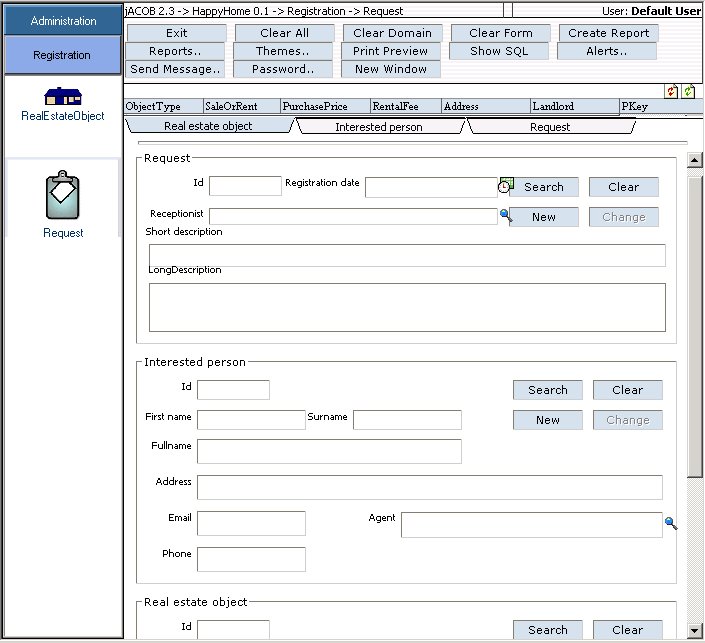 jACOB 2.3 -> HappyHome 0.1 -> Registration -> Request User: Default User
Administration
Registration
RealEstateObject
Request
Exit Clear All Clear Domain Clear Form Create Report
Reports.. Themes.. Print Preview Show SQL Alerts..
Send Message.. Password.. New Window
ObjectType SaleOrRent PurchasePrice RentalFee Address Landlord PKey
Real estate object Interested person Request
Request
Id Registration date Search Clear
Receptionist New Change
Short description
LongDescription
Interested person
Id Search Clear
First name Surname New Change
Fullname
Address
Email Agent
Phone
Real estate object
Id Search Clear